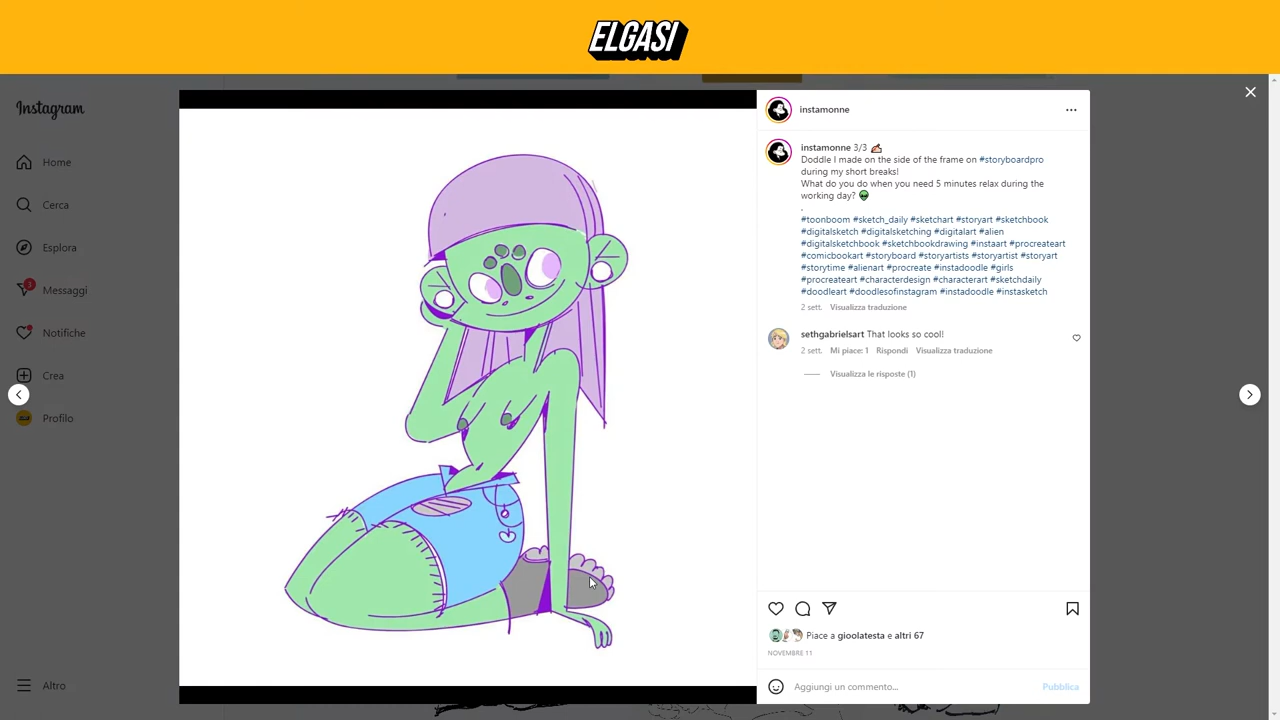 ELGASI
Instagram
Home
Cerca
Esplora
3
Messaggi
Notifiche
Crea
Profilo
Altro
instamonne
instamonne 3/3
Doddle I made on the side of the frame on #storyboardpro
during my short breaks!
What do you do when you need 5 minutes relax during the
working day?
.
#toonboom #sketch_daily #sketchart #storyart #sketchbook
#digitalsketch #digitalsketching #digitalart #alien
#digitalsketchbook #sketchbookdrawing #instaart #procreateart
#comicbookart #storyboard #storyartists #storyartist #storyart
#storytime #alienart #procreate #instadoodle #girls
#procreateart #characterdesign #characterart #sketchdaily
#doodleart #doodlesofinstagram #instadoodle #instasketch
2 sett. Visualizza traduzione
sethgabrielsart That looks so cool!
2 sett. Mi piace: 1 Rispondi Visualizza traduzione
Visualizza le risposte (1)
Piace a gioolatesta e altri 67
NOVEMBRE 11
Aggiungi un commento... Pubblica